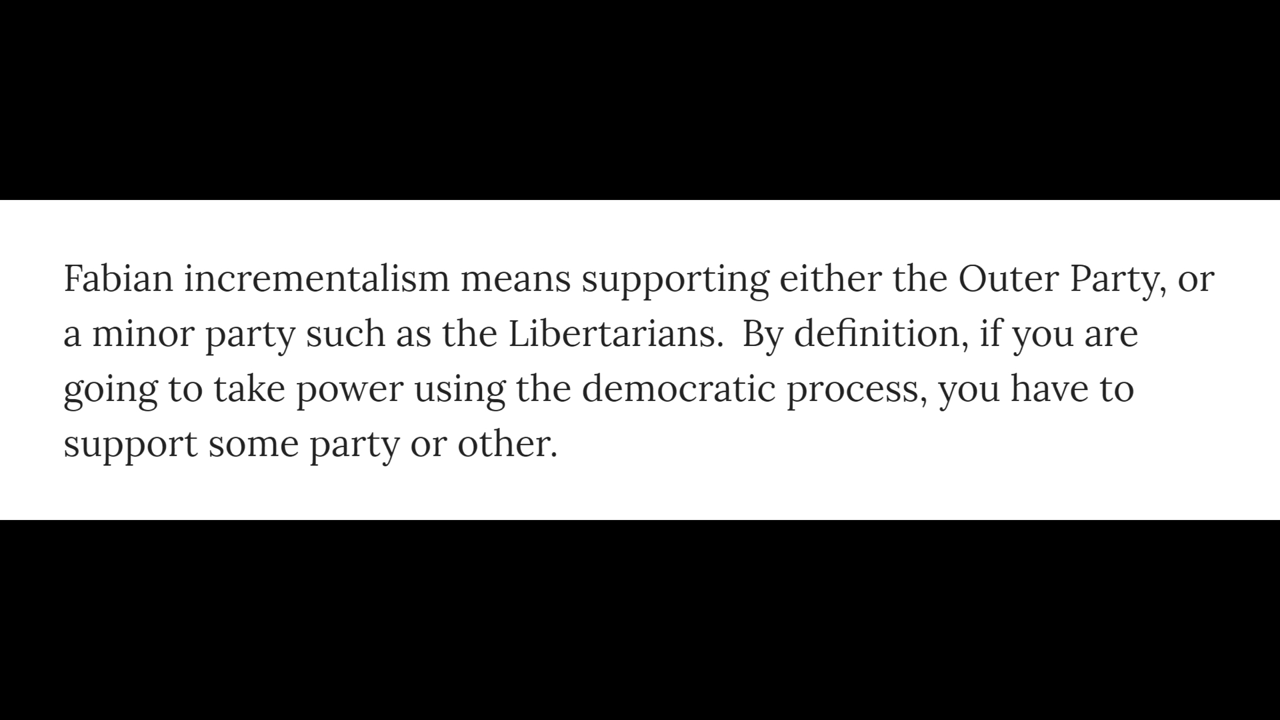 Fabian incrementalism means supporting either the Outer Party, or
a minor party such as the Libertarians.  By definition, if you are
going to take power using the democratic process, you have to
support some party or other.